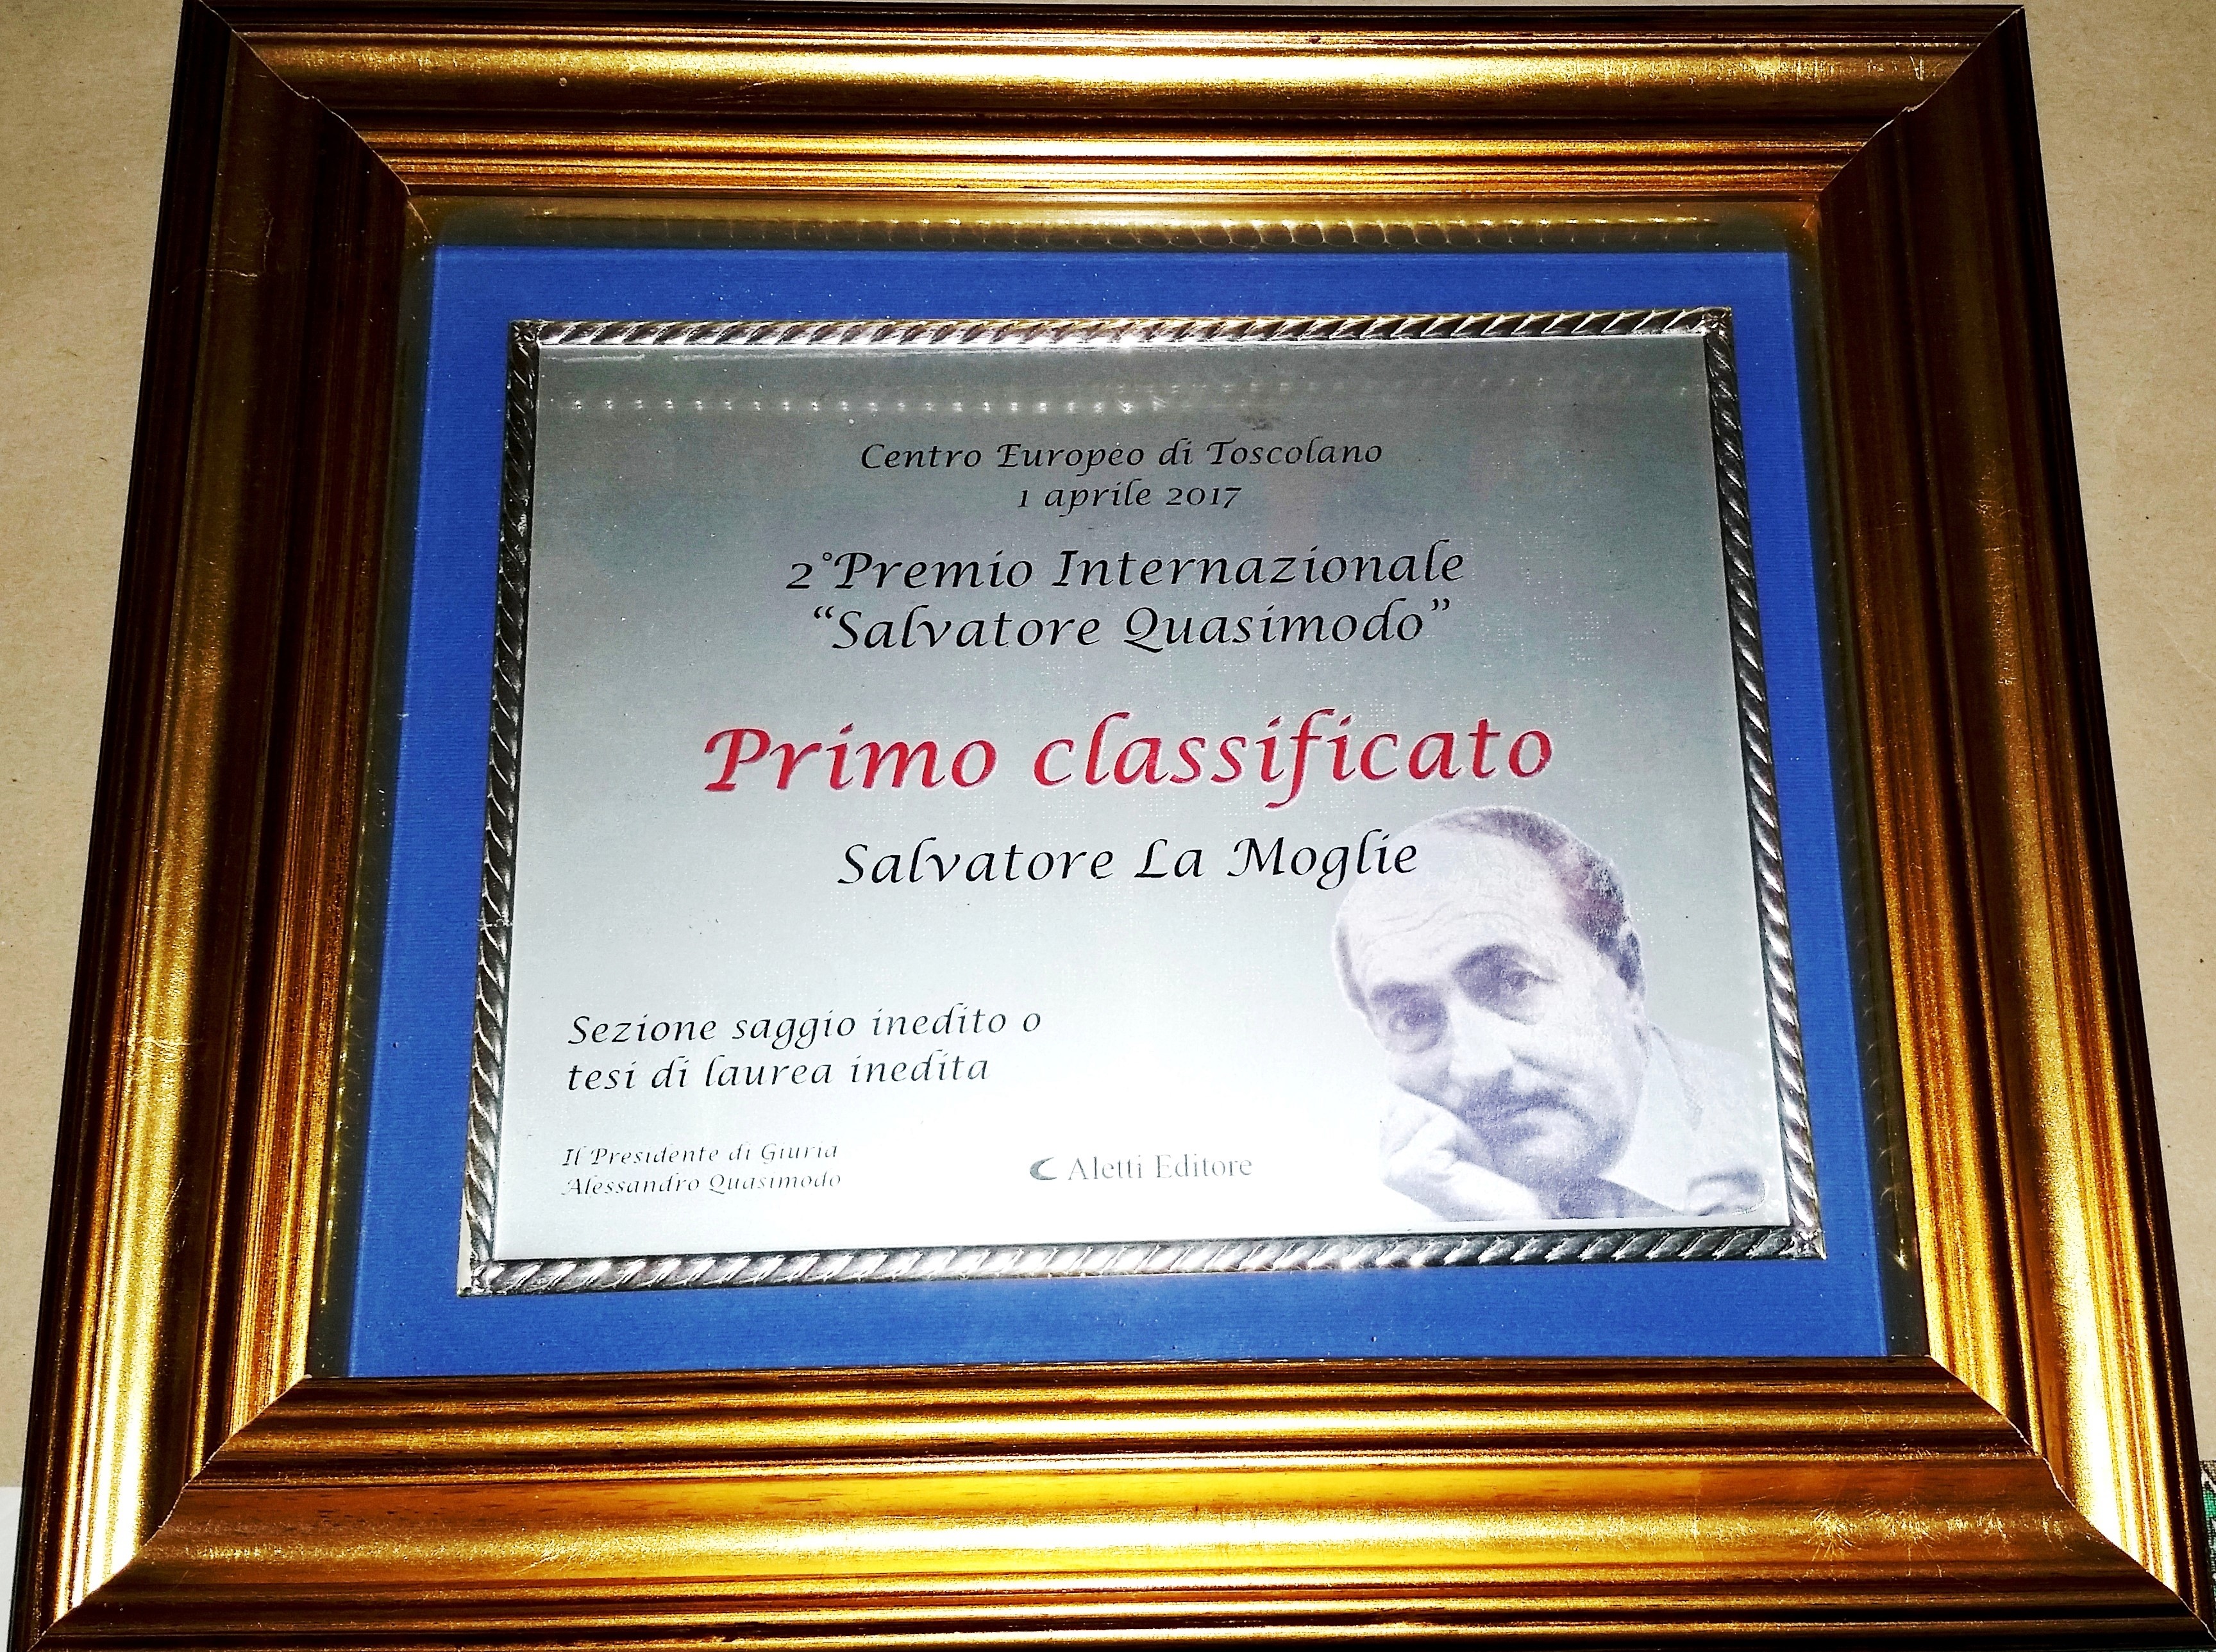 Centro Europeo di Toscolano
1 aprile 2017
2°Premio Internazionale
“Salvatore Quasimodo”
Primo classificato
Salvatore La Moglie
Sezione saggio inedito o
tesi di laurea inedita
Il Presidente di Giuria
Alessandro Quasimodo
Aletti Editore